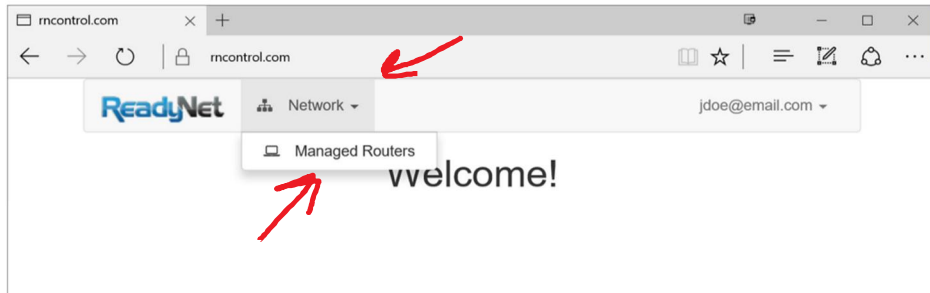 rncontrol.com
rncontrol.com
ReadyNet Network jdoe@email.com
Managed Routers
Welcome!